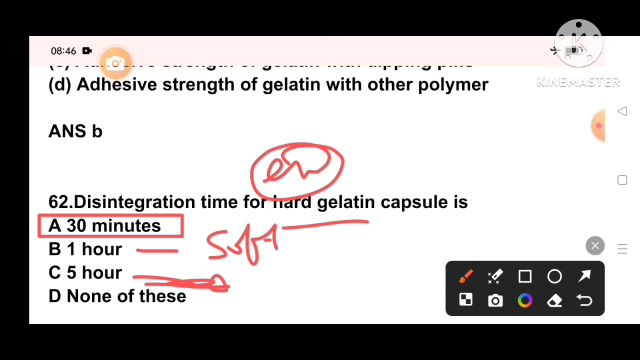 08:46
KINEMASTER
(d) Adhesive strength of gelatin with other polymer
ANS b
62.Disintegration time for hard gelatin capsule is
A 30 minutes
B 1 hour
soft
C 5 hour
D None of these